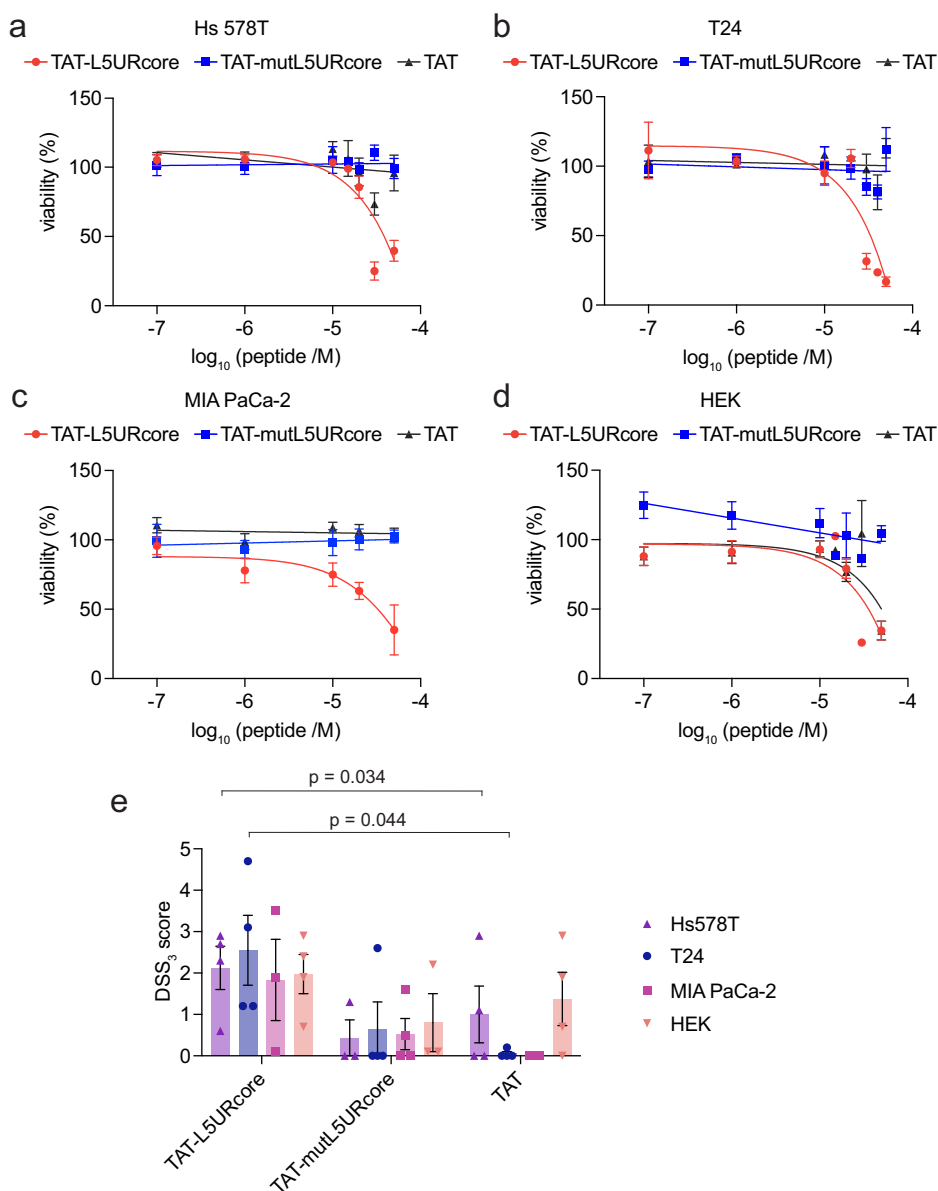 a
Hs 578T
TAT-L5URcore TAT-mutL5URcore TAT
150
100
50
0
viability (%)
-7 -6 -5 -4
log₁₀ (peptide /M)
b
T24
TAT-L5URcore TAT-mutL5URcore TAT
150
100
50
0
viability (%)
-7 -6 -5 -4
log₁₀ (peptide /M)
c
MIA PaCa-2
TAT-L5URcore TAT-mutL5URcore TAT
150
100
50
0
viability (%)
-7 -6 -5 -4
log₁₀ (peptide /M)
d
HEK
TAT-L5URcore TAT-mutL5URcore TAT
150
100
50
0
viability (%)
-7 -6 -5 -4
log₁₀ (peptide /M)
e
p = 0.034
p = 0.044
5
4
3
2
1
0
DSS₃ score
TAT-L5URcore
TAT-mutL5URcore
TAT
Hs578T
T24
MIA PaCa-2
HEK